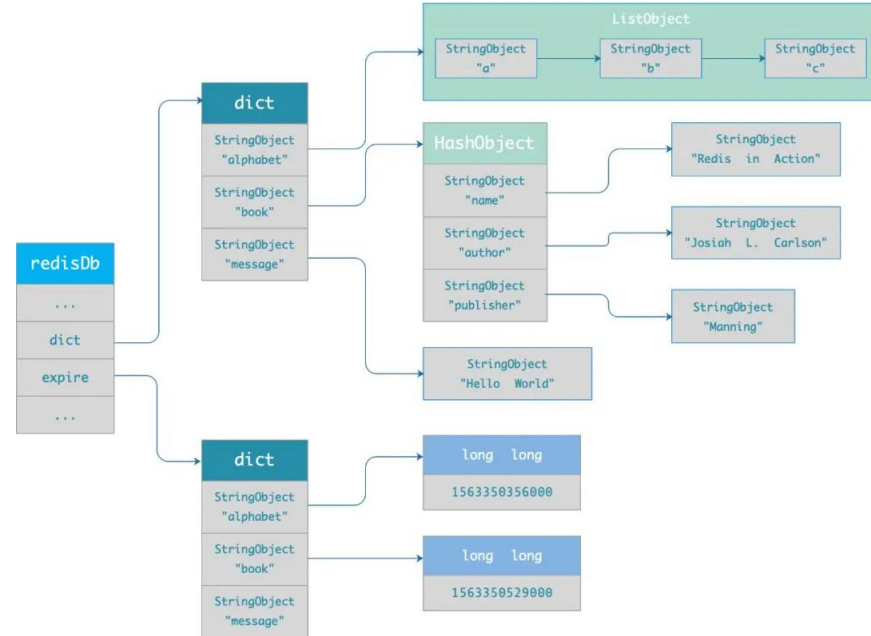 redisDb
...
dict
expire
...
dict
StringObject
"alphabet"
StringObject
"book"
StringObject
"message"
ListObject
StringObject
"a"
StringObject
"b"
StringObject
"c"
HashObject
StringObject
"name"
StringObject
"author"
StringObject
"publisher"
StringObject
"Redis in Action"
StringObject
"Josiah L. Carlson"
StringObject
"Manning"
StringObject
"Hello World"
dict
StringObject
"alphabet"
StringObject
"book"
StringObject
"message"
long long
1563350356000
long long
1563350529000